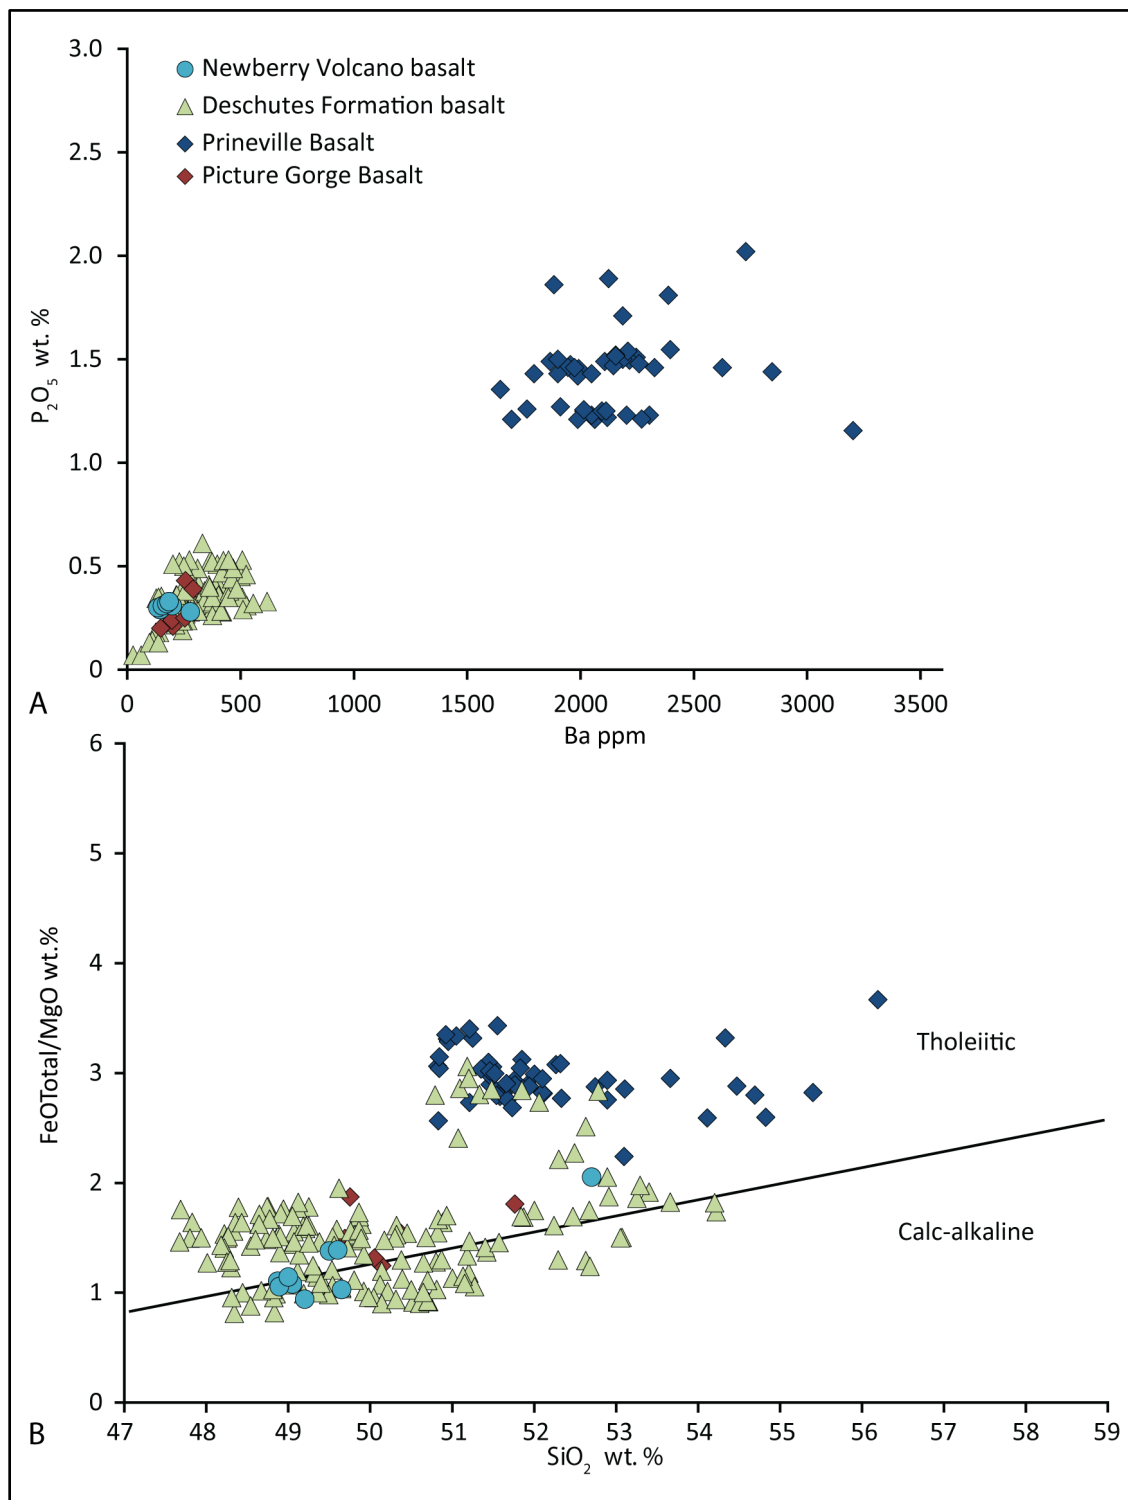 3.0
Newberry Volcano basalt
Deschutes Formation basalt
2.5
Prineville Basalt
Picture Gorge Basalt
2.0
P₂O₅ wt. %
1.5
1.0
0.5
0
A
0 500 1000 1500 2000 2500 3000 3500
Ba ppm
6
5
FeOTotal/MgO wt.%
4
Tholeiitic
3
2
Calc-alkaline
1
0
B
47 48 49 50 51 52 53 54 55 56 57 58 59
SiO₂ wt. %